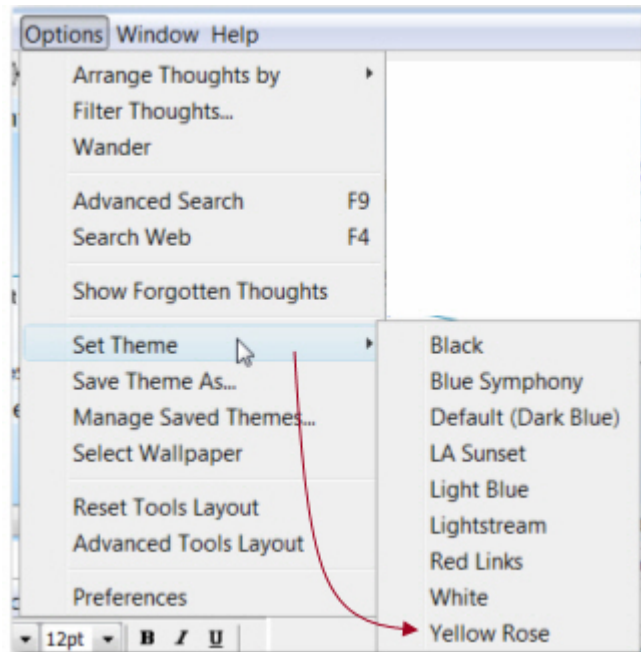 Options Window Help
Arrange Thoughts by
Filter Thoughts...
Wander
Advanced Search F9
Search Web F4
Show Forgotten Thoughts
Set Theme
Save Theme As...
Manage Saved Themes...
Select Wallpaper
Reset Tools Layout
Advanced Tools Layout
Preferences
Black
Blue Symphony
Default (Dark Blue)
LA Sunset
Light Blue
Lightstream
Red Links
White
Yellow Rose
12pt B I U